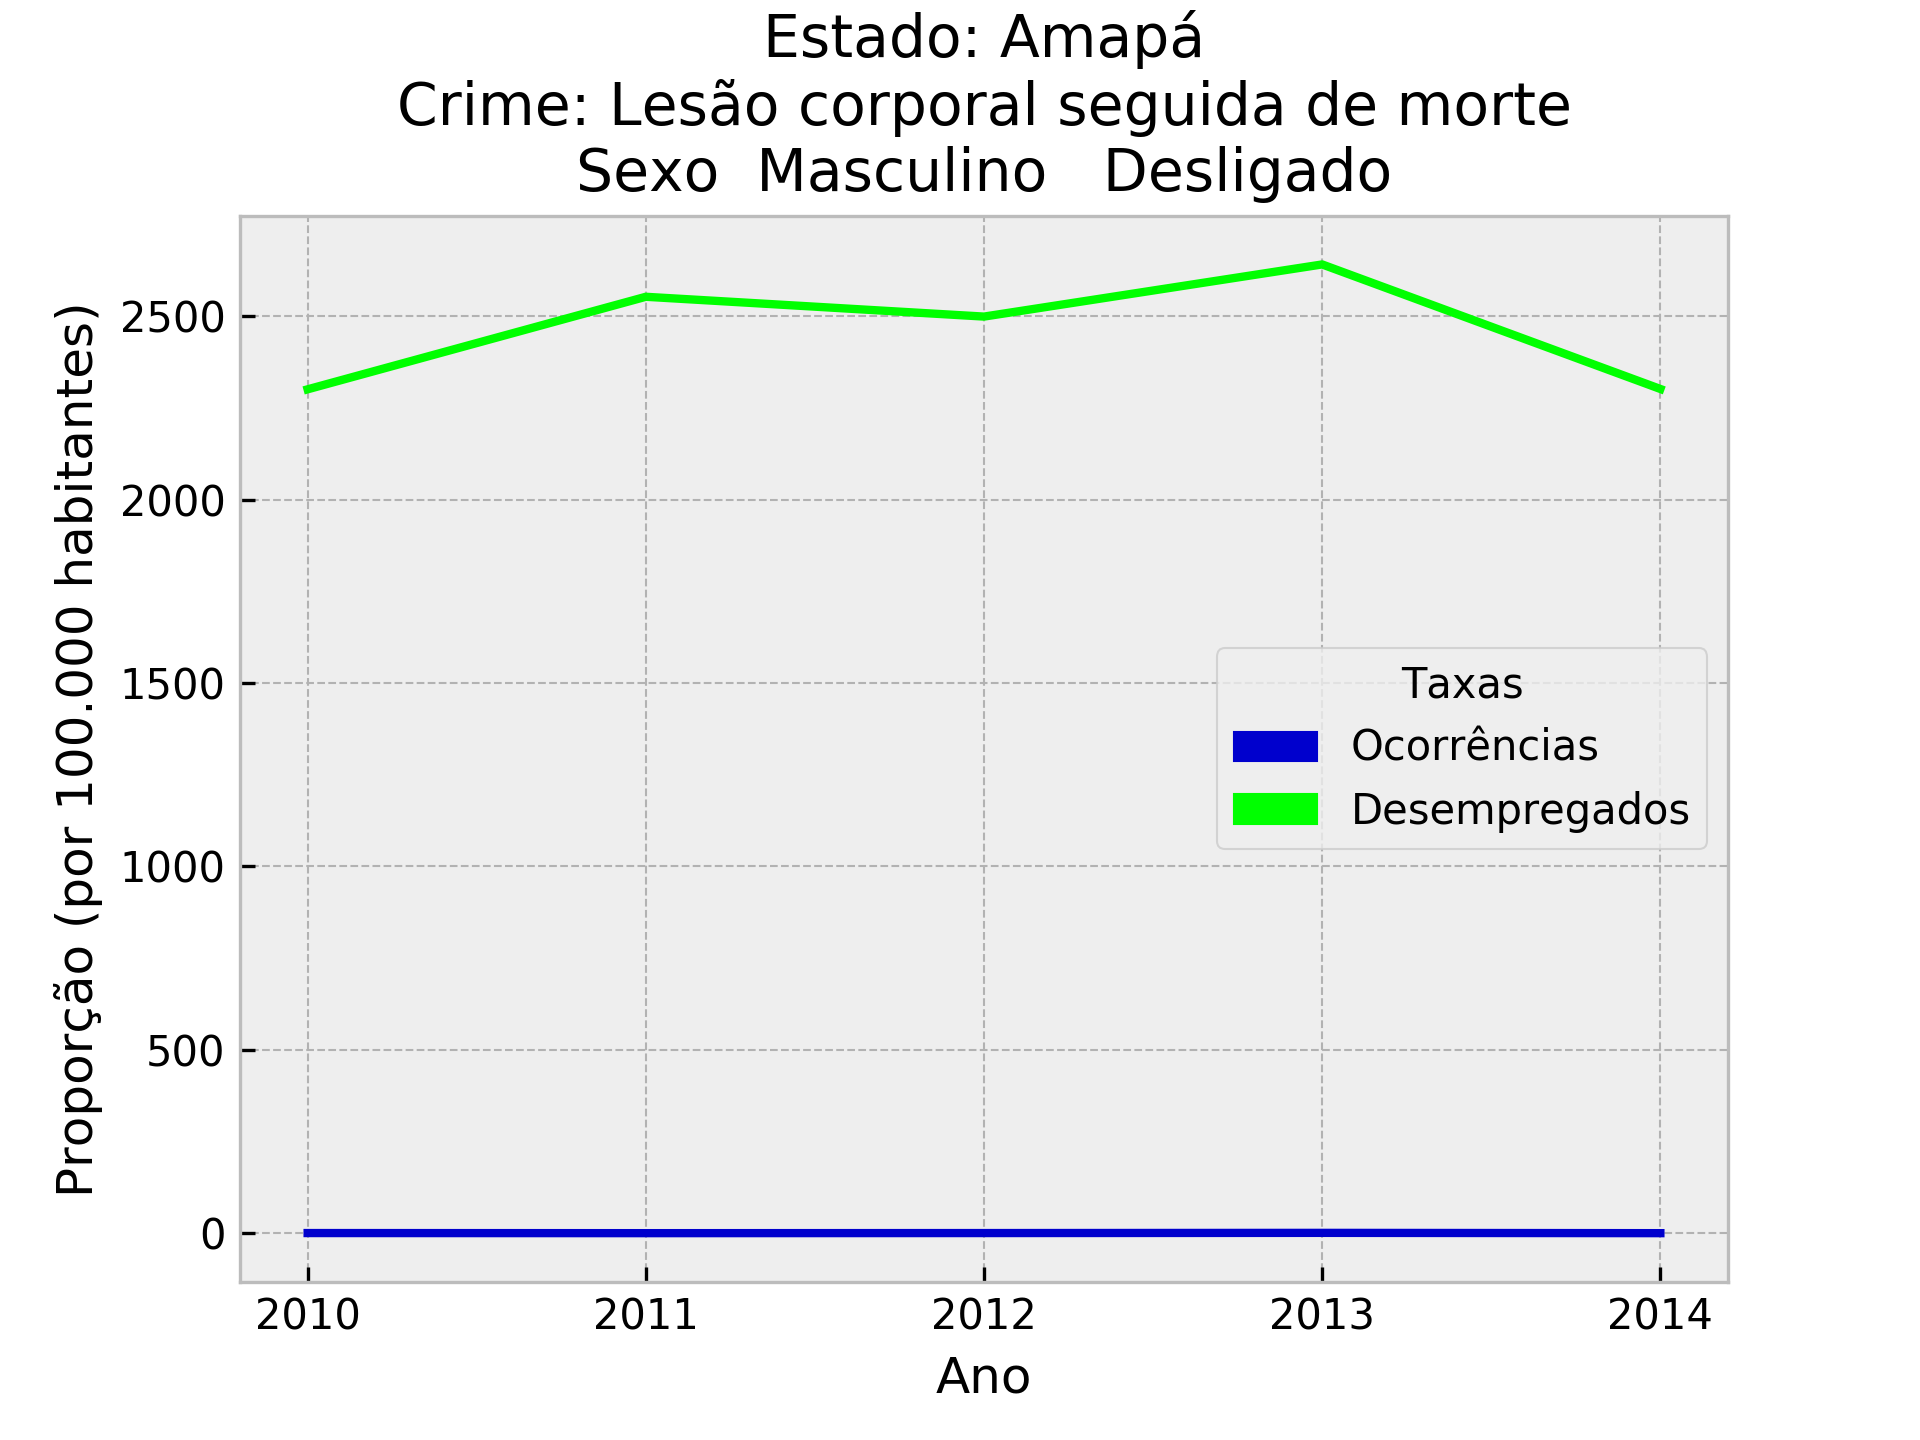 Estado: Amapá
Crime: Lesão corporal seguida de morte
Sexo  Masculino   Desligado
Proporção (por 100.000 habitantes)
2500
2000
1500
1000
500
0
Taxas
Ocorrências
Desempregados
2010 2011 2012 2013 2014
Ano